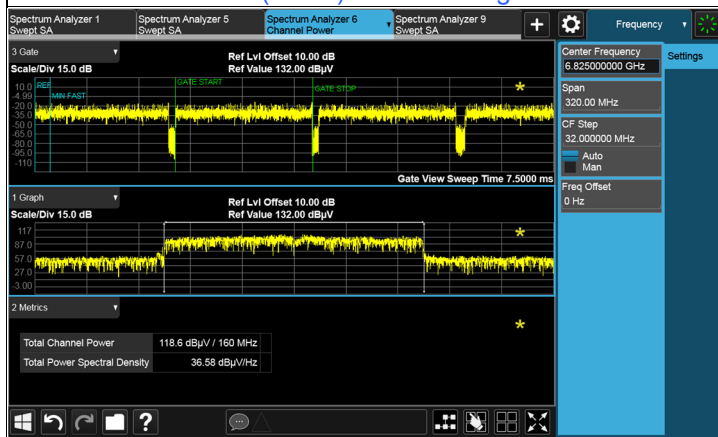 Spectrum Analyzer 1
Swept SA
Spectrum Analyzer 5
Swept SA
Spectrum Analyzer 6
Channel Power
Spectrum Analyzer 9
Swept SA
+
Frequency
3 Gate
Scale/Div 15.0 dB
Ref Lvl Offset 10.00 dB
Ref Value 132.00 dBµV
10.0
-4.99
-20.0
-35.0
-50.0
-65.0
-80.0
-95.0
-110
REF
MIN FAST
GATE START
GATE STOP
*
Gate View Sweep Time 7.5000 ms
1 Graph
Scale/Div 15.0 dB
Ref Lvl Offset 10.00 dB
Ref Value 132.00 dBµV
117
87.0
57.0
27.0
-3.00
*
2 Metrics
*
Total Channel Power 118.6 dBµV / 160 MHz
Total Power Spectral Density 36.58 dBµV/Hz
Center Frequency
6.825000000 GHz
Settings
Span
320.00 MHz
CF Step
32.000000 MHz
Auto
Man
Freq Offset
0 Hz
?